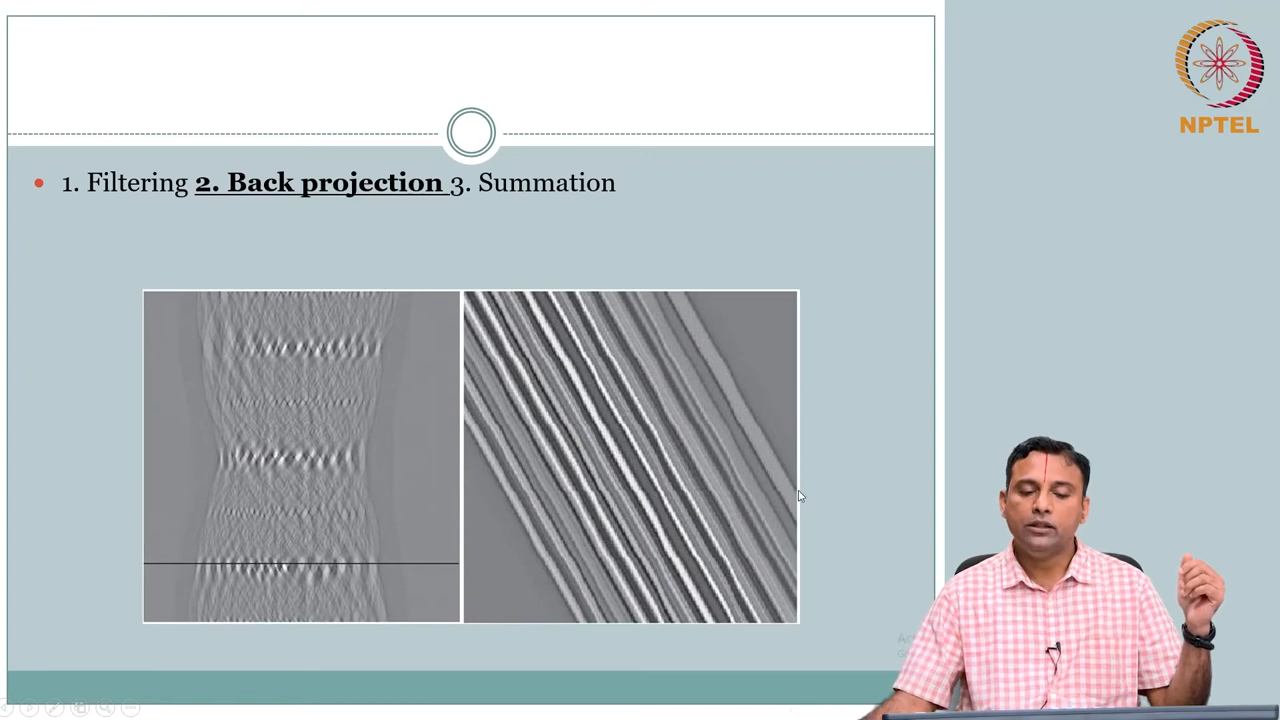 NPTEL
• 1. Filtering 2. Back projection 3. Summation